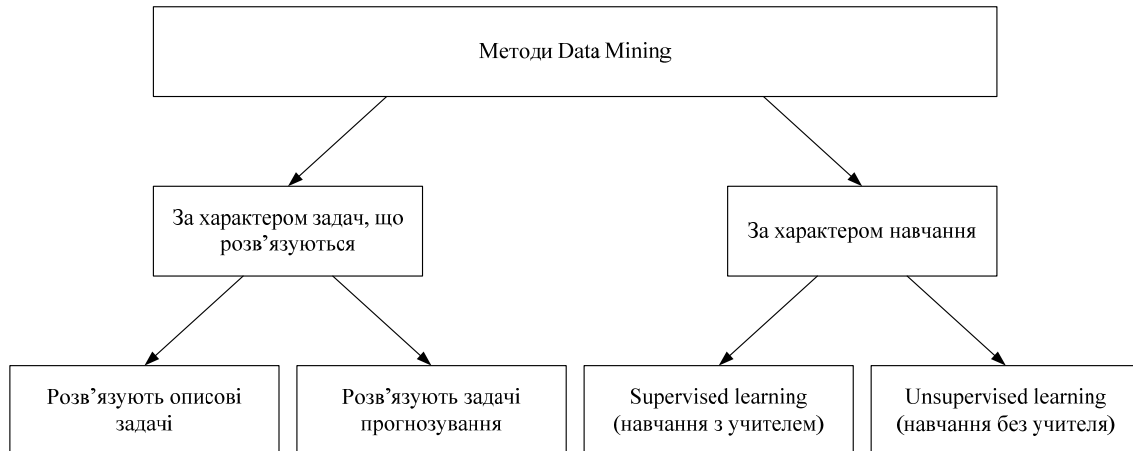 Методи Data Mining
За характером задач, що
розв’язуються
За характером навчання
Розв’язують описові
задачі
Розв’язують задачі
прогнозування
Supervised learning
(навчання з учителем)
Unsupervised learning
(навчання без учителя)